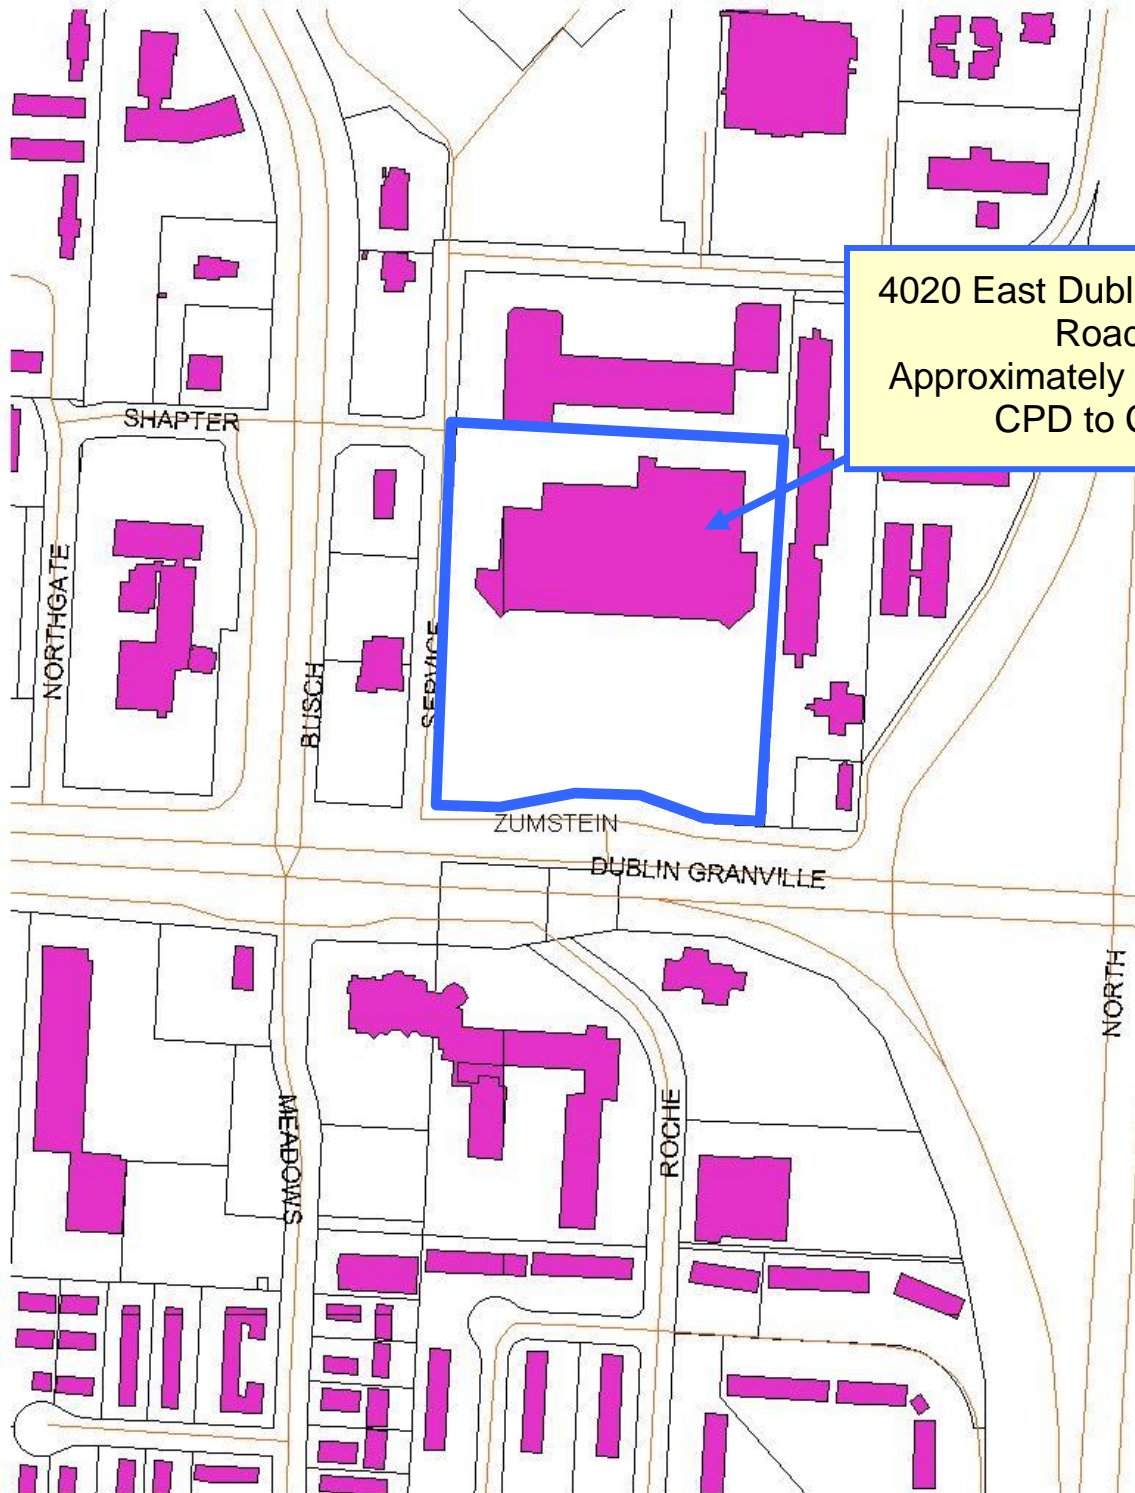 4020 East Dubl
Road
Approximately
CPD to C
SHAPTER
NORTHGATE
BUSCH
SERVICE
ZUMSTEIN
DUBLIN GRANVILLE
NORTH
MEADOWS
ROCHE